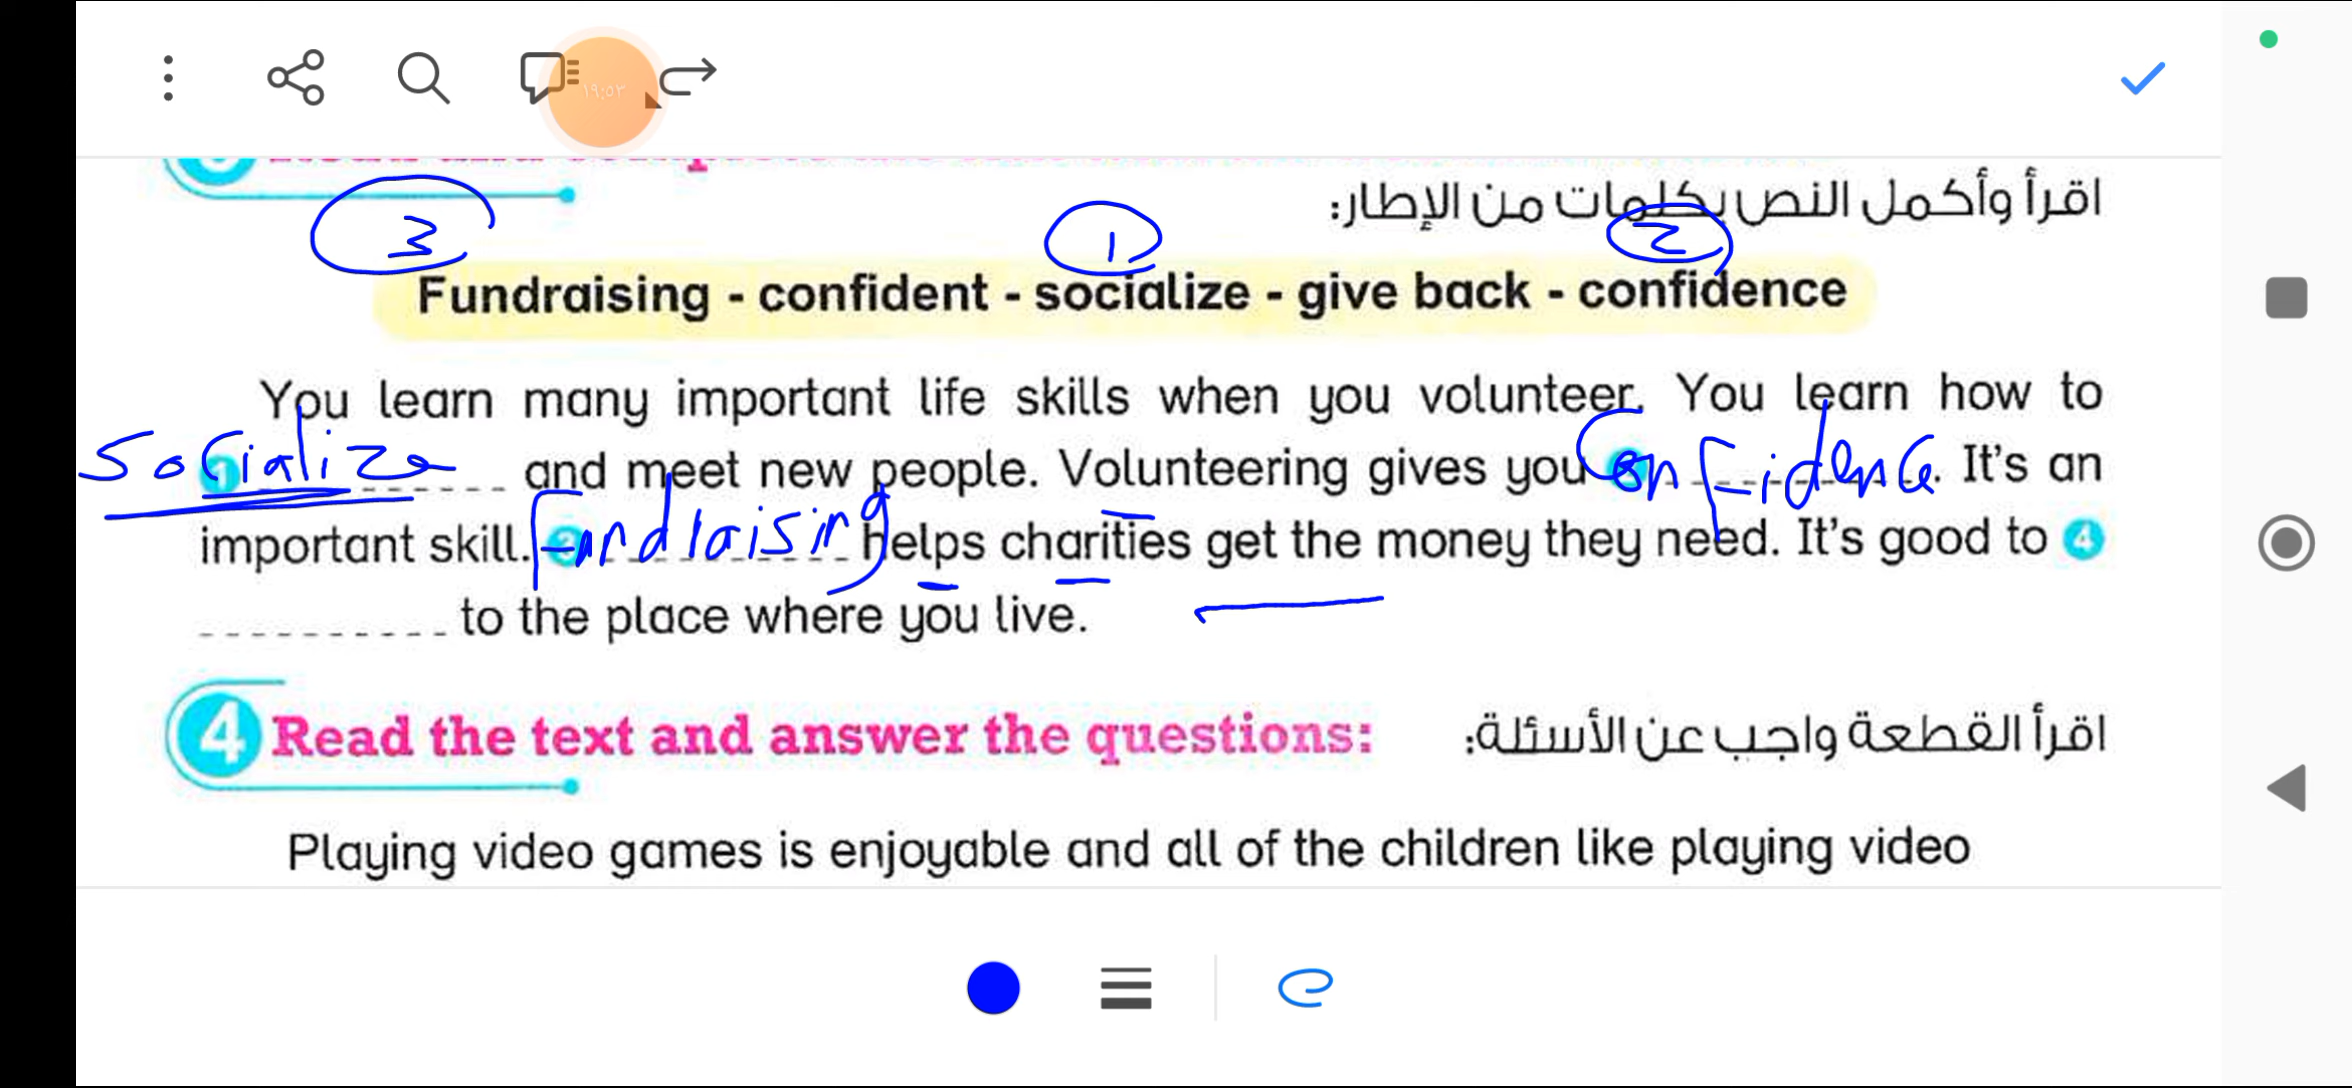 ١٩:٥٣
اقرأ وأكمل النص بكلمات من الإطار:
3
1
2
Fundraising - confident - socialize - give back - confidence
You learn many important life skills when you volunteer. You learn how to
Socialize
1 ---------- and meet new people. Volunteering gives you confidence. It's an
important skill. Fundraising helps charities get the money they need. It's good to 4
---------- to the place where you live.
4 Read the text and answer the questions:
اقرأ القطعة واجب عن الأسئلة:
Playing video games is enjoyable and all of the children like playing video